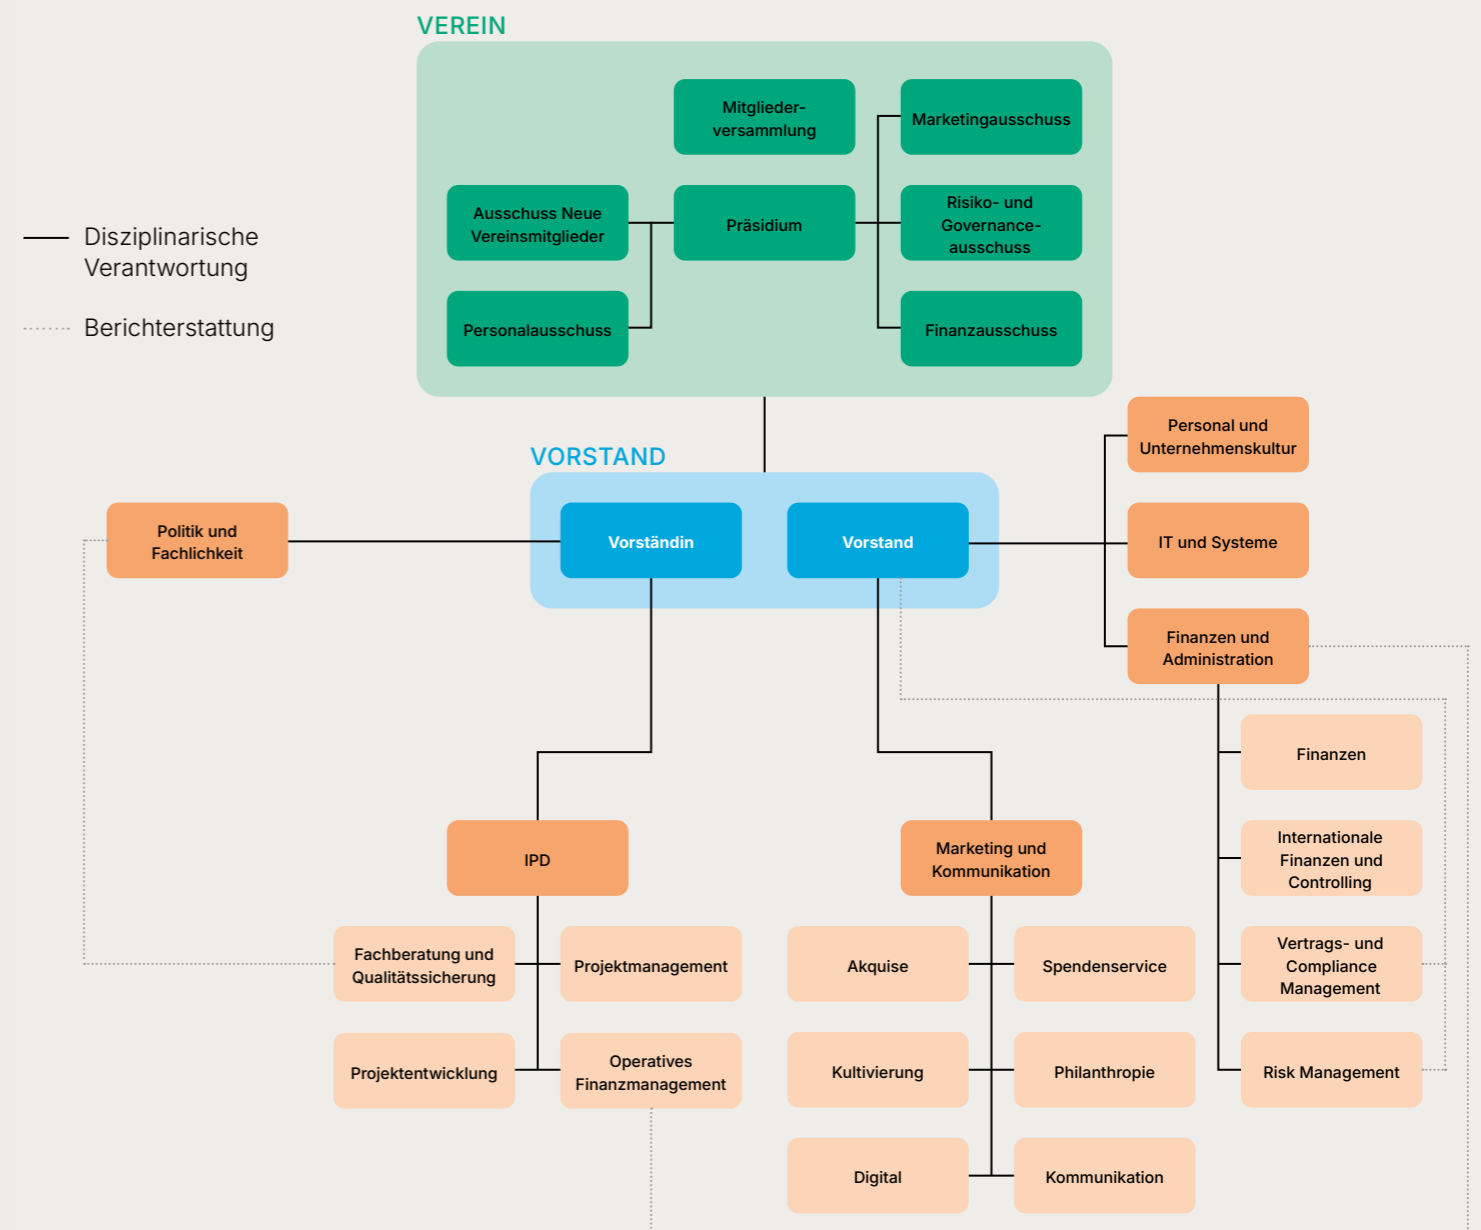 VEREIN
Mitglieder-
versammlung
Marketingausschuss
Ausschuss Neue
Vereinsmitglieder
Präsidium
Risiko- und
Governance-
ausschuss
Personalausschuss
Finanzausschuss
Disziplinarische
Verantwortung
Berichterstattung
VORSTAND
Politik und
Fachlichkeit
Vorständin
Vorstand
Personal und
Unternehmenskultur
IT und Systeme
Finanzen und
Administration
Finanzen
Internationale
Finanzen und
Controlling
Vertrags- und
Compliance
Management
Risk Management
IPD
Fachberatung und
Qualitätssicherung
Projektmanagement
Projektentwicklung
Operatives
Finanzmanagement
Marketing und
Kommunikation
Akquise
Spendenservice
Kultivierung
Philanthropie
Digital
Kommunikation